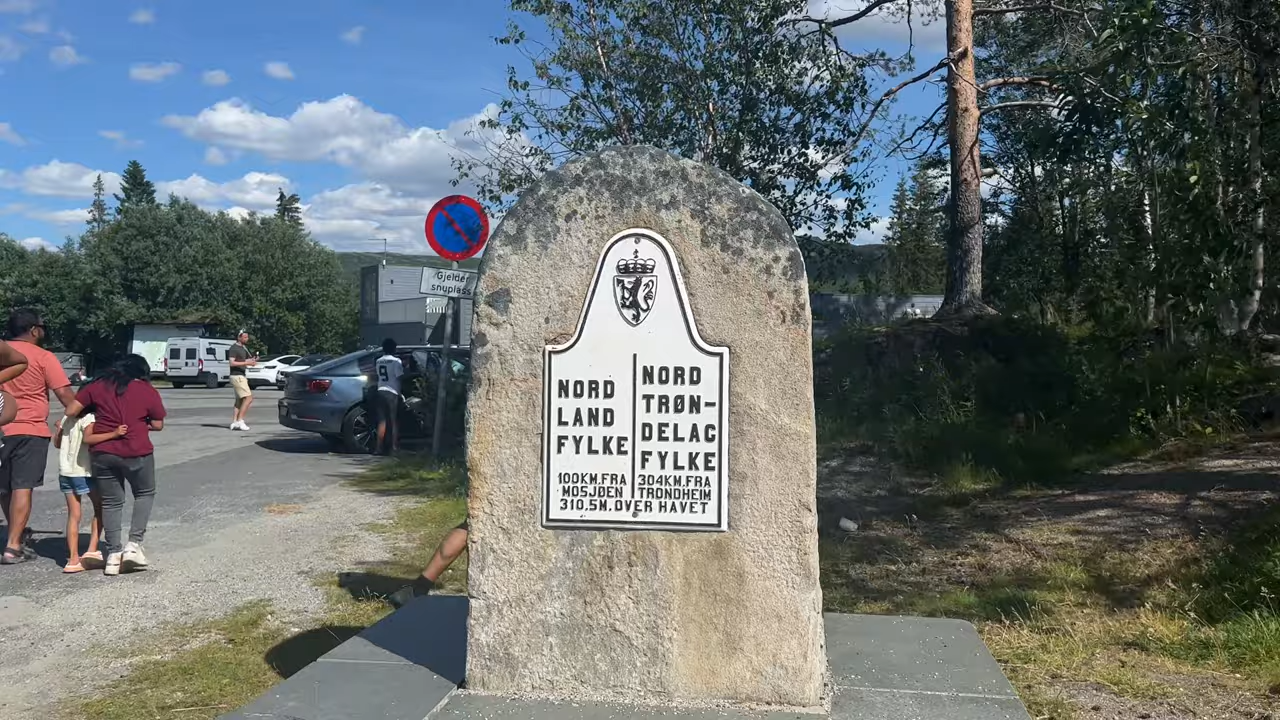 Gjelder
snuplass
NORD
LAND
FYLKE
100KM.FRA
MOSJØEN
NORD
TRØN-
DELAG
FYLKE
304KM.FRA
TRONDHEIM
310.5M.OVER HAVET
9